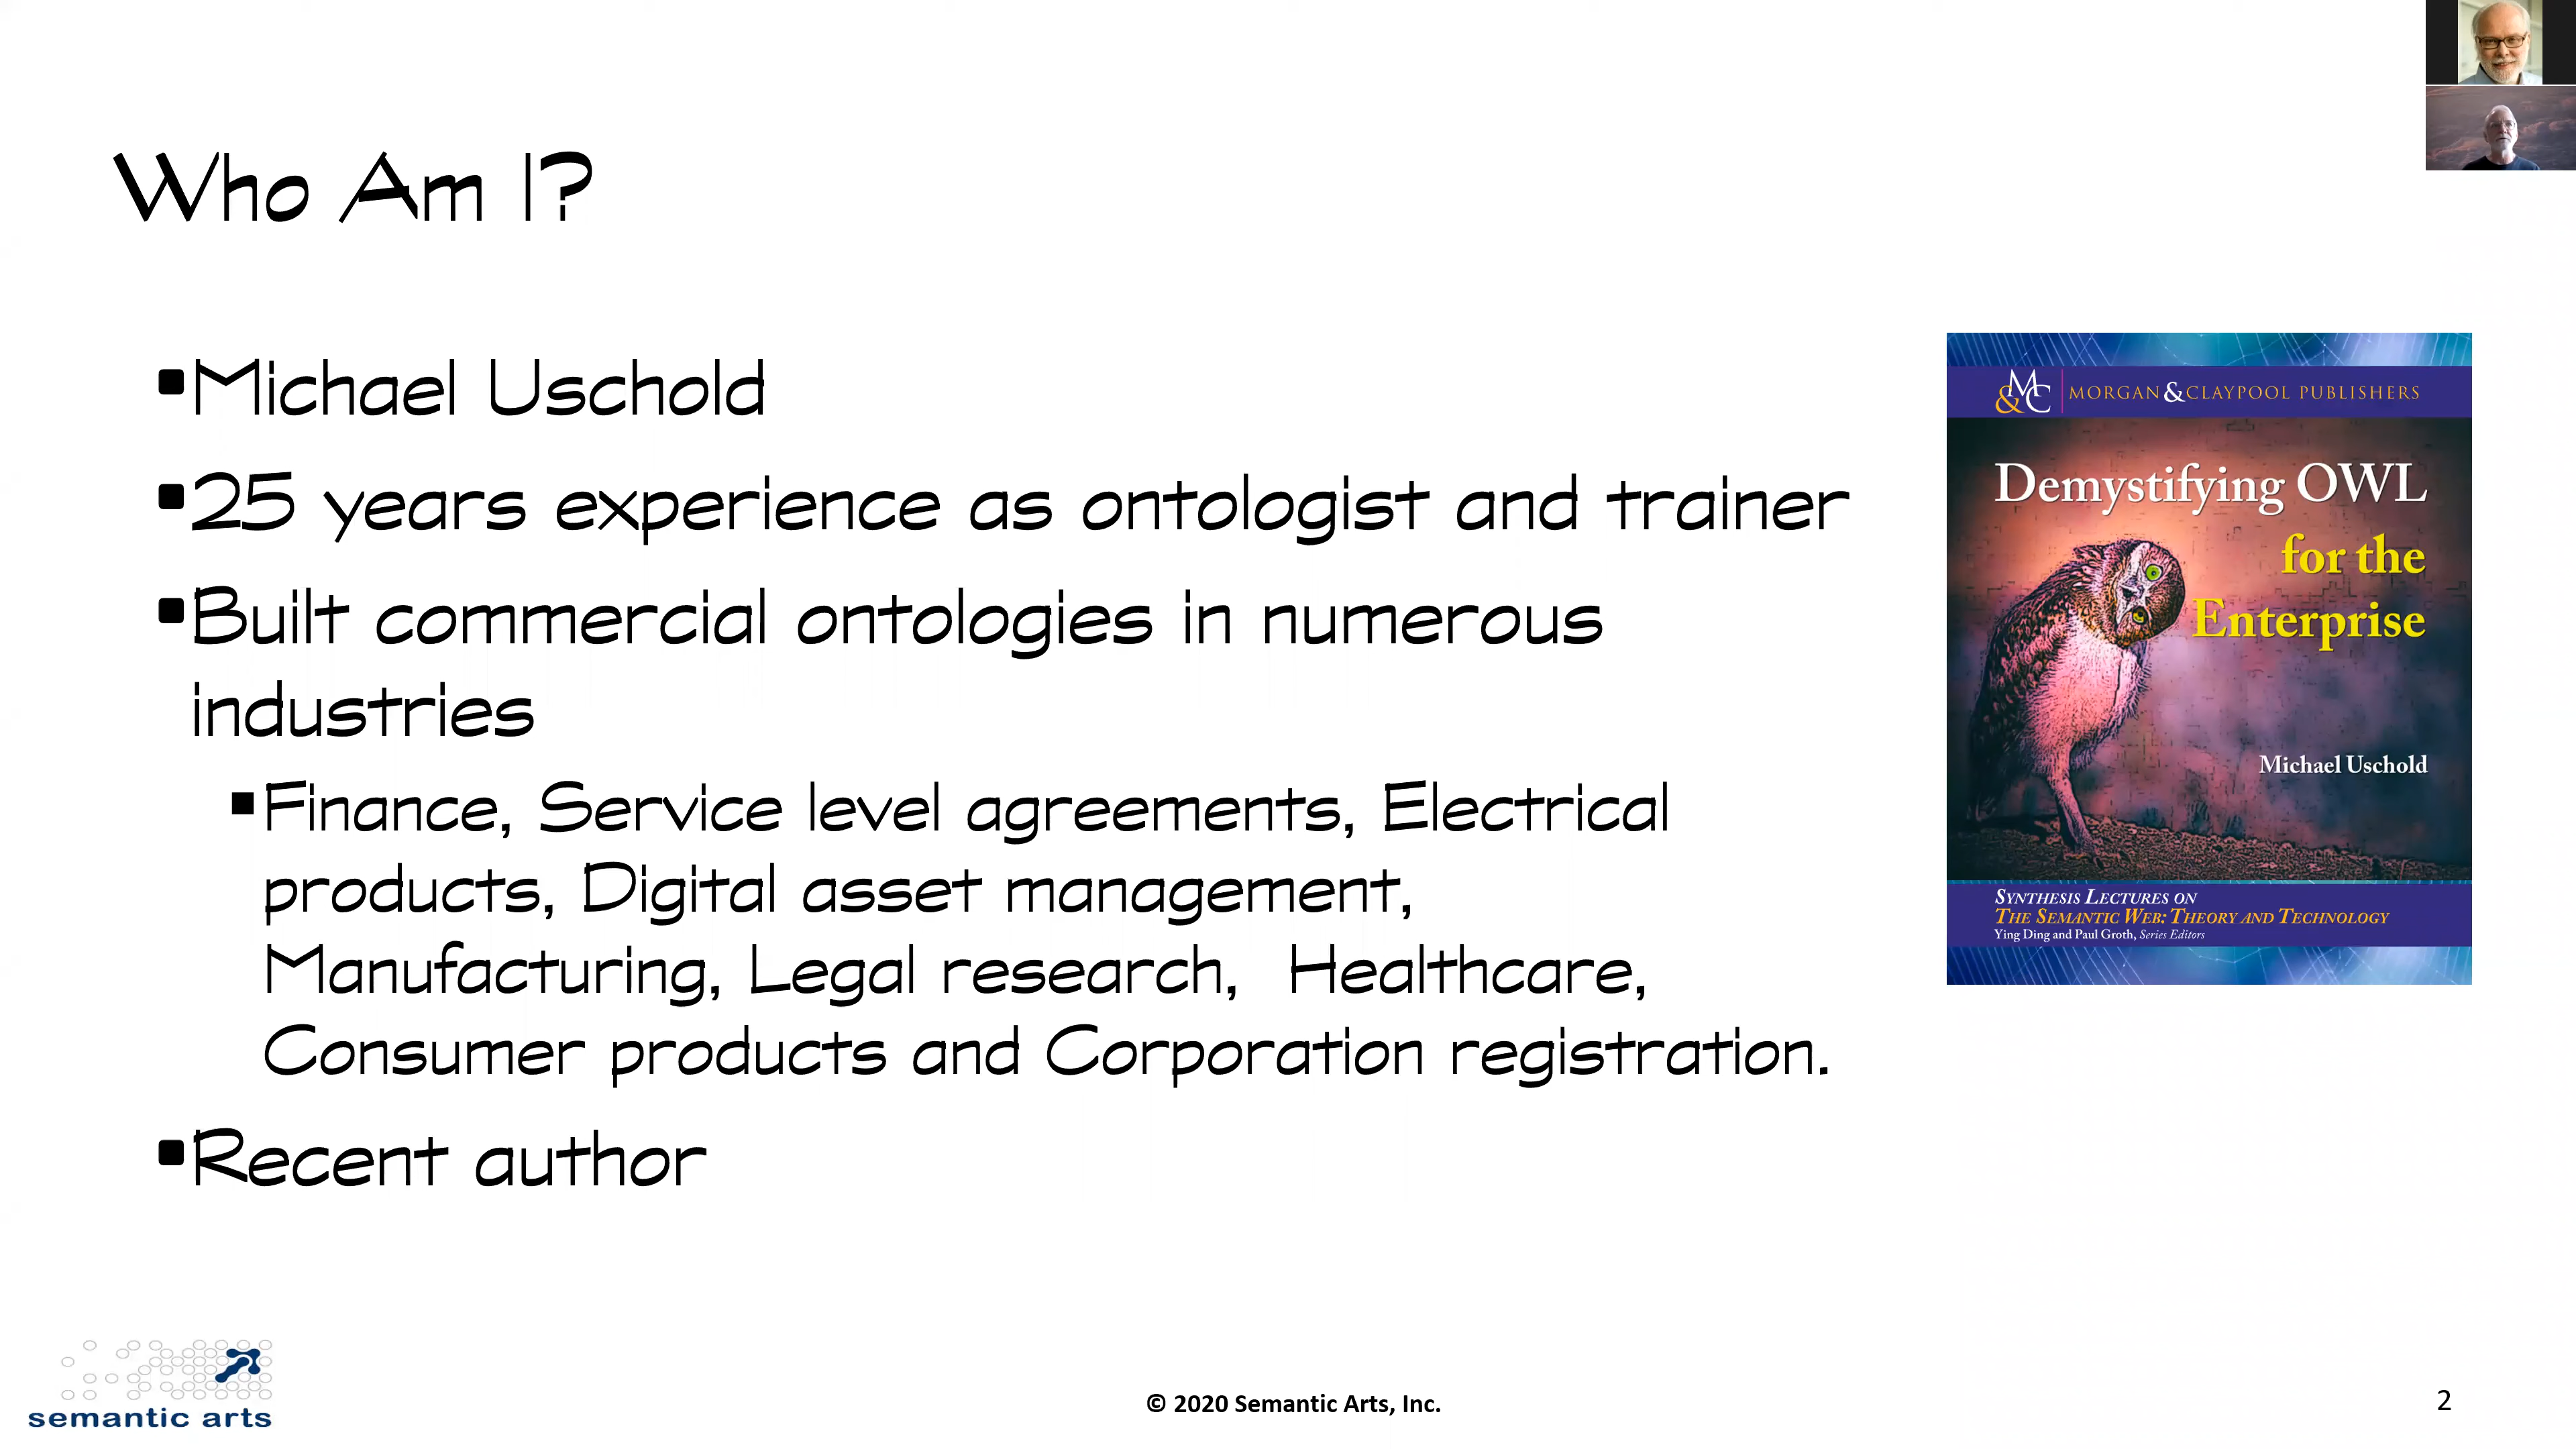 Who Am I?
▪Michael Uschold
▪25 years experience as ontologist and trainer
▪Built commercial ontologies in numerous
industries
▪Finance, Service level agreements, Electrical
products, Digital asset management,
Manufacturing, Legal research, Healthcare,
Consumer products and Corporation registration.
▪Recent author
M&C MORGAN & CLAYPOOL PUBLISHERS
Demystifying OWL
for the
Enterprise
Michael Uschold
SYNTHESIS LECTURES ON
THE SEMANTIC WEB: THEORY AND TECHNOLOGY
Ying Ding and Paul Groth, Series Editors
semantic arts
© 2020 Semantic Arts, Inc.
2